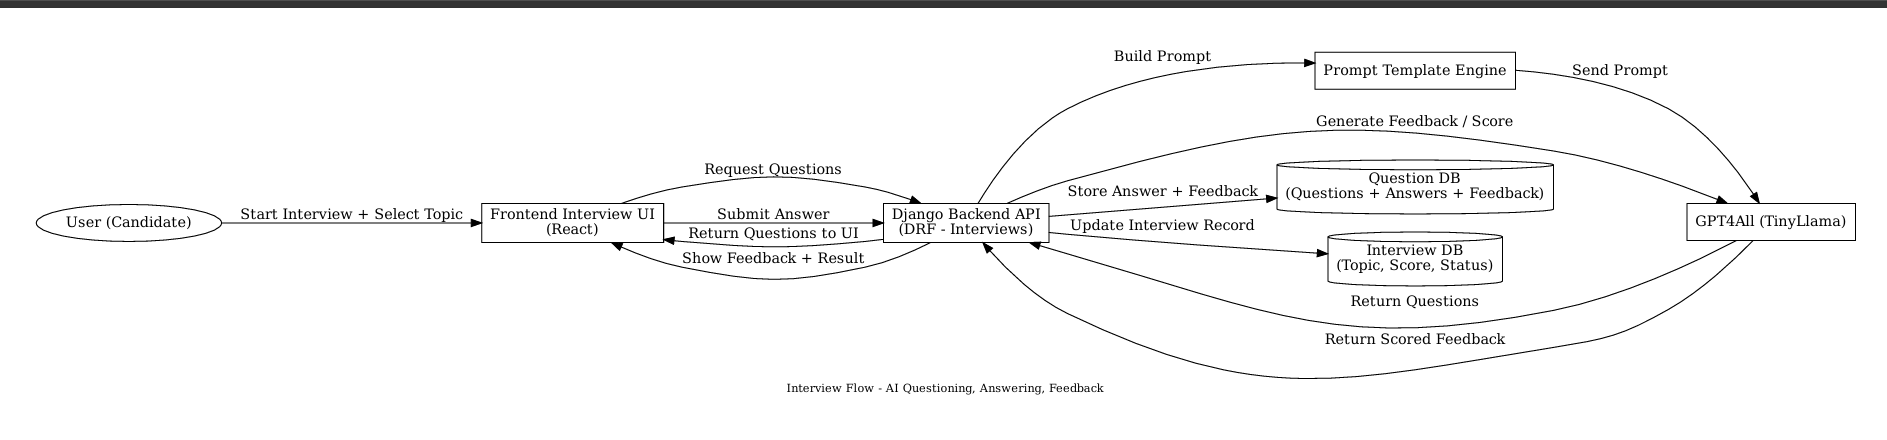 Build Prompt
Prompt Template Engine
Send Prompt
Generate Feedback / Score
Request Questions
Question DB
(Questions + Answers + Feedback)
Store Answer + Feedback
User (Candidate)
Start Interview + Select Topic
Frontend Interview UI
(React)
Submit Answer
Return Questions to UI
Show Feedback + Result
Django Backend API
(DRF - Interviews)
Update Interview Record
Interview DB
(Topic, Score, Status)
GPT4All (TinyLlama)
Return Questions
Return Scored Feedback
Interview Flow - AI Questioning, Answering, Feedback